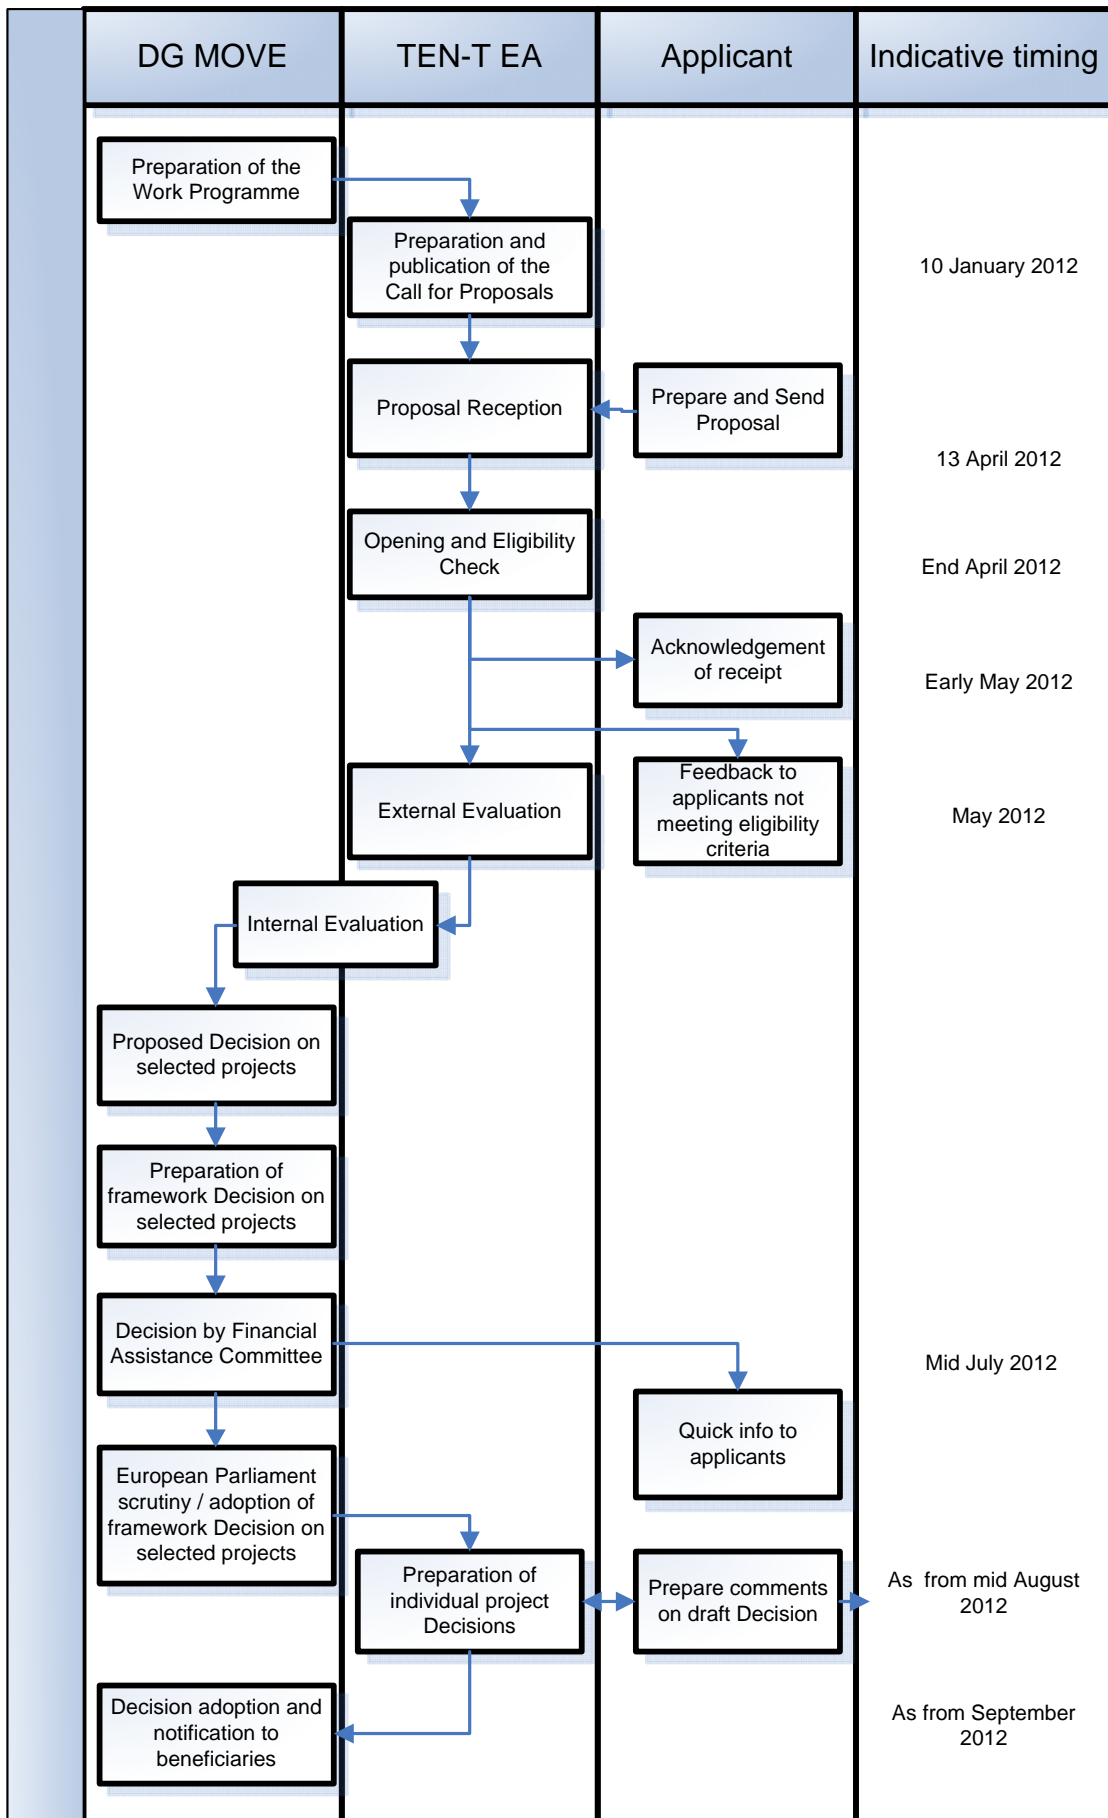 DG MOVE
TEN-T EA
Applicant
Indicative timing
Preparation of the
Work Programme
Preparation and
publication of the
Call for Proposals
10 January 2012
Proposal Reception
Prepare and Send
Proposal
13 April 2012
Opening and Eligibility
Check
End April 2012
Acknowledgement
of receipt
Early May 2012
External Evaluation
Feedback to
applicants not
meeting eligibility
criteria
May 2012
Internal Evaluation
Proposed Decision on
selected projects
Preparation of
framework Decision on
selected projects
Decision by Financial
Assistance Committee
Mid July 2012
Quick info to
applicants
European Parliament
scrutiny / adoption of
framework Decision on
selected projects
Preparation of
individual project
Decisions
Prepare comments
on draft Decision
As from mid August
2012
Decision adoption and
notification to
beneficiaries
As from September
2012